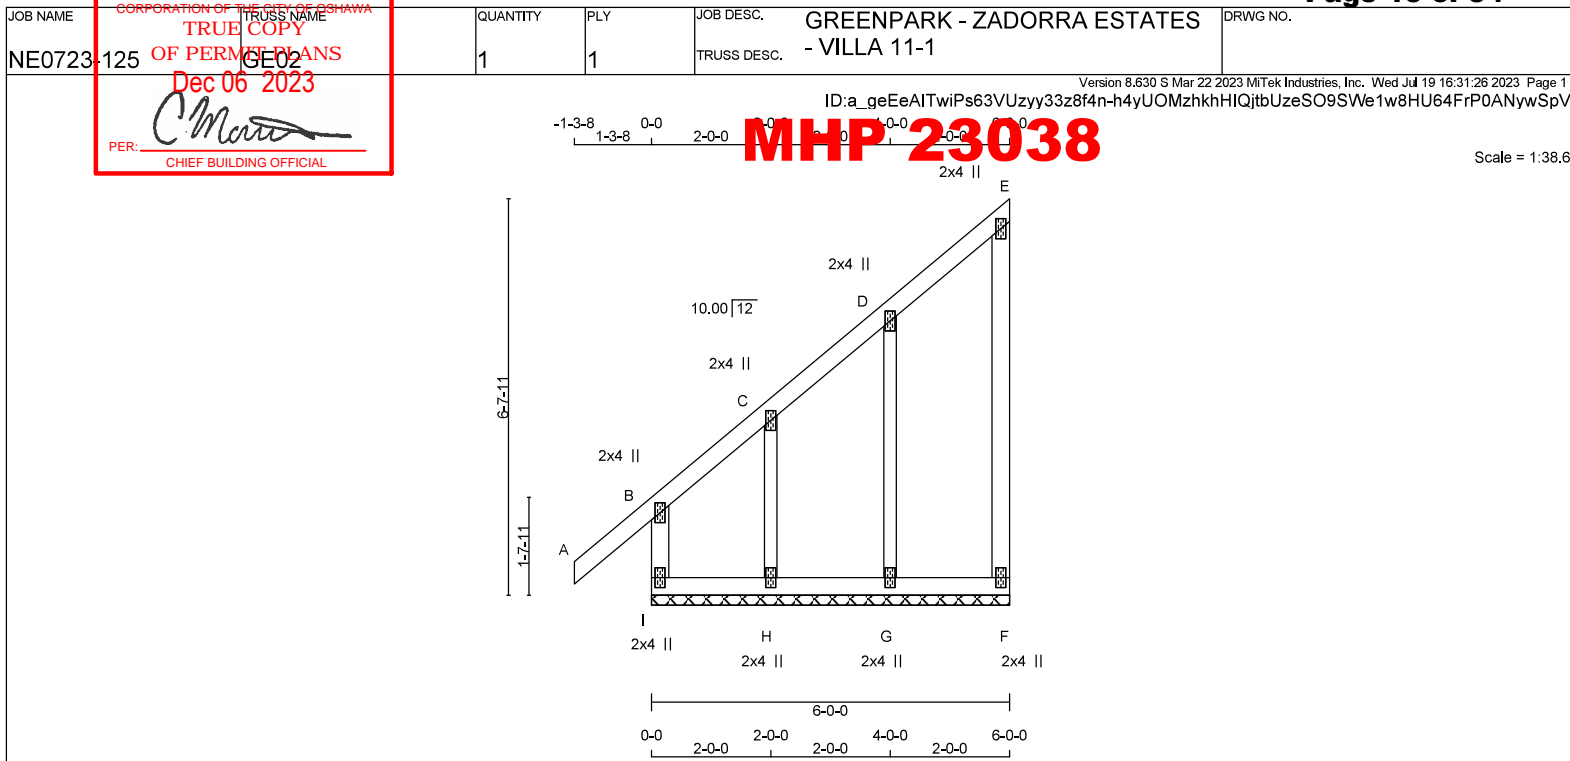 CORPORATION OF THE CITY OF OSHAWA
TRUE COPY
OF PERMIT PLANS
Dec 06 2023
PER:
CHIEF BUILDING OFFICIAL
JOB NAME
NE0723-125
TRUSS NAME
GE02
QUANTITY
1
PLY
1
JOB DESC. GREENPARK - ZADORRA ESTATES
- VILLA 11-1
TRUSS DESC.
DRWG NO.
Version 8.630 S Mar 22 2023 MiTek Industries, Inc. Wed Jul 19 16:31:26 2023 Page 1
ID:a_geEeAITwiPs63VUzyy33z8f4n-h4yUOMzhkhHIQjtbUzeSO9SWe1w8HU64FrP0ANywSpV
-1-3-8 0-0
1-3-8 2-0-0
MHP 23038
Scale = 1:38.6
2x4 ||
E
2x4 ||
D
10.00 12
2x4 ||
C
6-7-11
2x4 ||
B
1-7-11
A
I H G F
2x4 || 2x4 || 2x4 || 2x4 ||
6-0-0
0-0 2-0-0 4-0-0 6-0-0
2-0-0 2-0-0 2-0-0